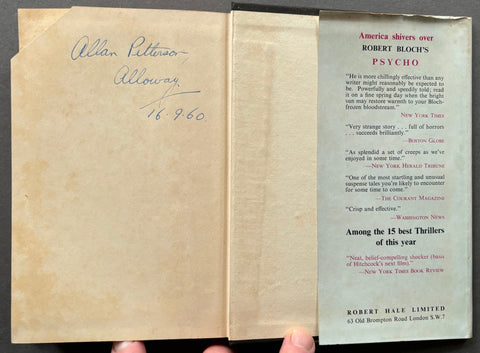 Allan Pitterson
Alloway
16.9.60
America shivers over
ROBERT BLOCH'S
PSYCHO
"He is more chillingly effective than any
writer might reasonably be expected to
be. Powerfully and speedily told; read
it on a fine spring day when the bright
sun may restore warmth to your Bloch-
frozen bloodstream."
NEW YORK TIMES
"Very strange story . . . full of horrors
. . . succeeds brilliantly."
—BOSTON GLOBE
"As splendid a set of creeps as we've
enjoyed in some time."
—NEW YORK HERALD TRIBUNE
"One of the most startling and unusual
suspense tales you're likely to encounter
for some time to come."
—THE COURANT MAGAZINE
"Crisp and effective."
—WASHINGTON NEWS
Among the 15 best Thrillers
of this year
"Neat, belief-compelling shocker (basis
of Hitchcock's next film)."
—NEW YORK TIMES BOOK REVIEW
ROBERT HALE LIMITED
63 Old Brompton Road London S.W.7